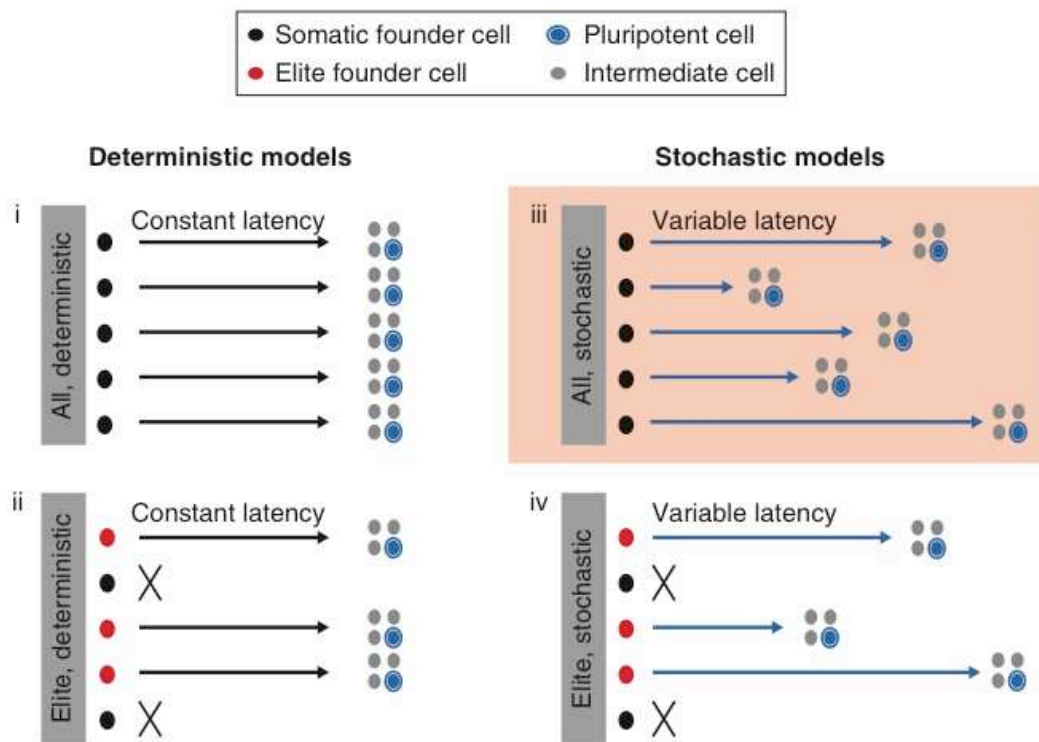 Somatic founder cell
Pluripotent cell
Elite founder cell
Intermediate cell
Deterministic models
Stochastic models
i
All, deterministic
Constant latency
iii
All, stochastic
Variable latency
ii
Elite, deterministic
Constant latency
iv
Elite, stochastic
Variable latency